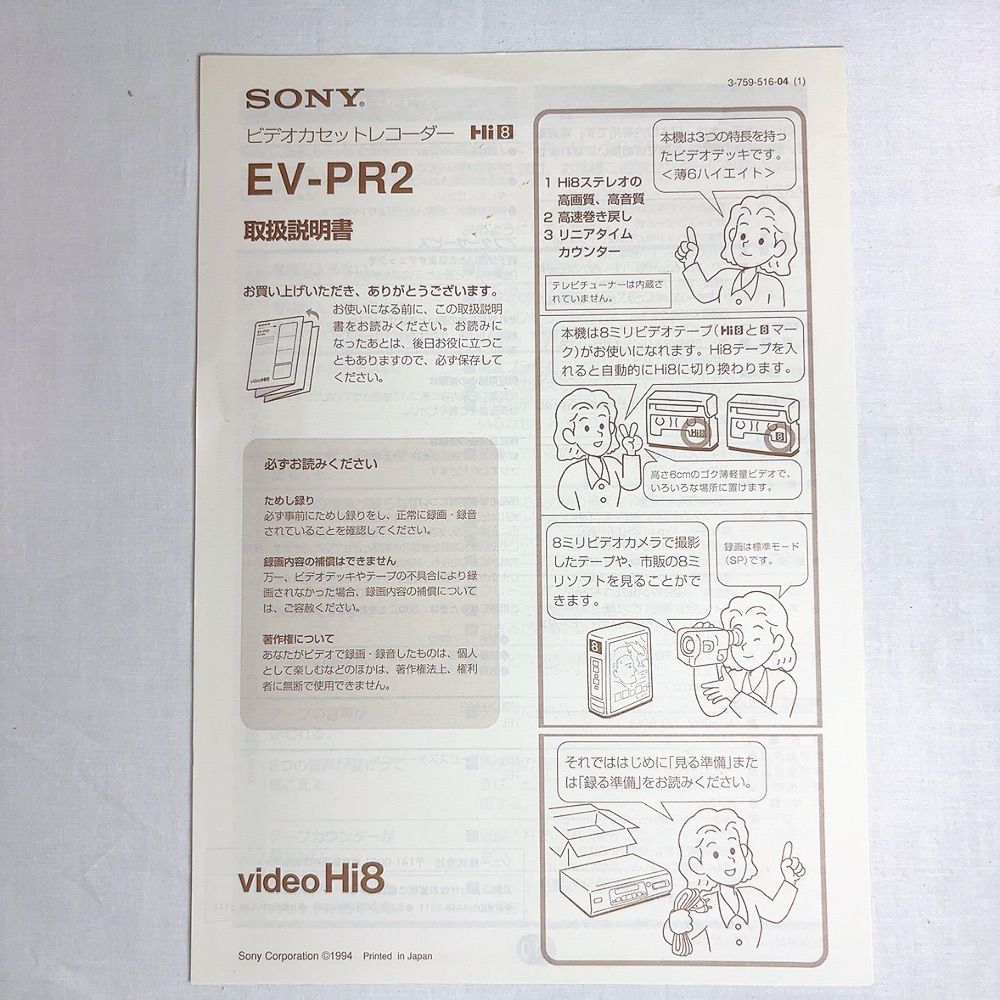 3-759-516-04 (1)
SONY®
ビデオカセットレコーダー Hi8
EV-PR2
取扱説明書
お買い上げいただき、ありがとうございます。
お使いになる前に、この取扱説明
書をお読みください。お読みに
なったあとは、後日お役に立つこ
ともありますので、必ず保存して
ください。
SONY
EV-PR2
video Hi8
必ずお読みください
ためし録り
必ず事前にためし録りをし、正常に録画・録音
されていることを確認してください。
録画内容の補償はできません
万一、ビデオデッキやテープの不具合により録
画されなかった場合、録画内容の補償について
は、ご容赦ください。
著作権について
あなたがビデオで録画・録音したものは、個人
として楽しむなどのほかは、著作権法上、権利
者に無断で使用できません。
video Hi8
Sony Corporation ©1994 Printed in Japan
本機は3つの特長を持っ
たビデオデッキです。
<薄6ハイエイト>
1 Hi8ステレオの
高画質、高音質
2 高速巻き戻し
3 リニアタイム
カウンター
テレビチューナーは内蔵さ
れていません。
本機は8ミリビデオテープ(Hi8と8マー
ク)がお使いになれます。Hi8テープを入
れると自動的にHi8に切り換わります。
Hi8
8
高さ6cmのゴク薄軽量ビデオで、
いろいろな場所に置けます。
8ミリビデオカメラで撮影
したテープや、市販の8ミ
リソフトを見ることがで
きます。
録画は標準モード
(SP)です。
8
それでははじめに「見る準備」また
は「録る準備」をお読みください。